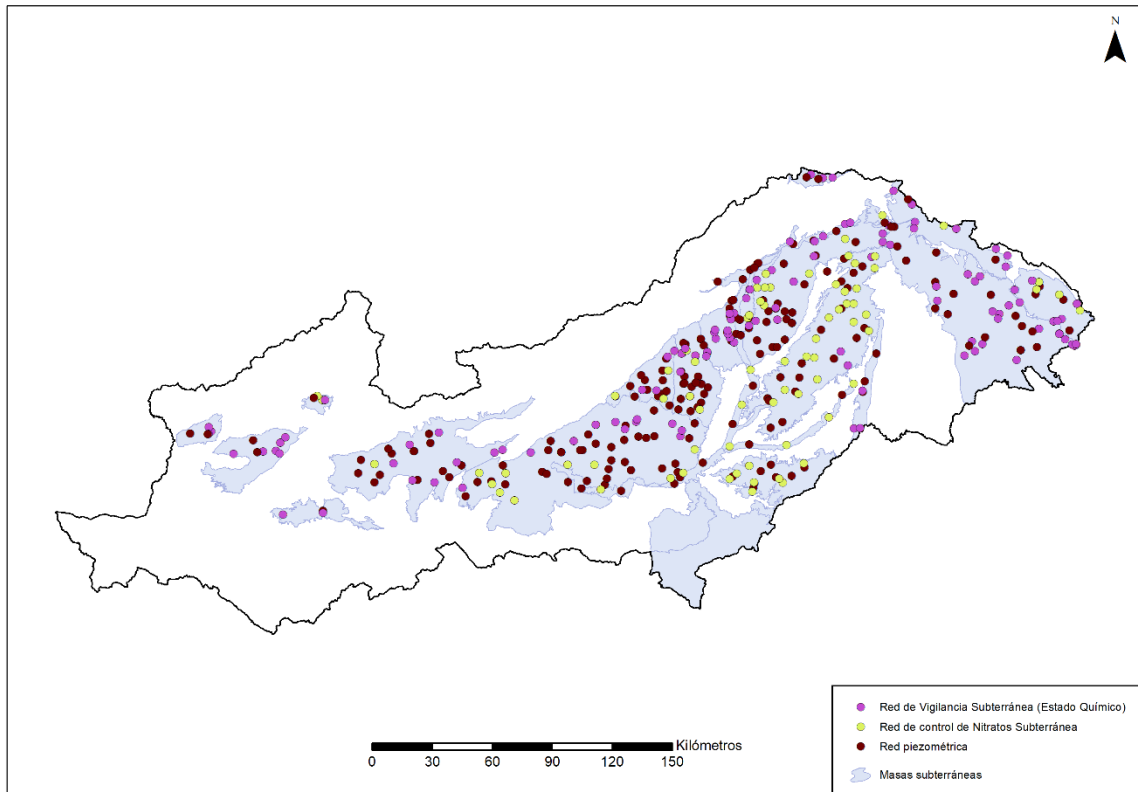 N
Kilómetros
0 30 60 90 120 150
Red de Vigilancia Subterránea (Estado Químico)
Red de control de Nitratos Subterránea
Red piezométrica
Masas subterráneas